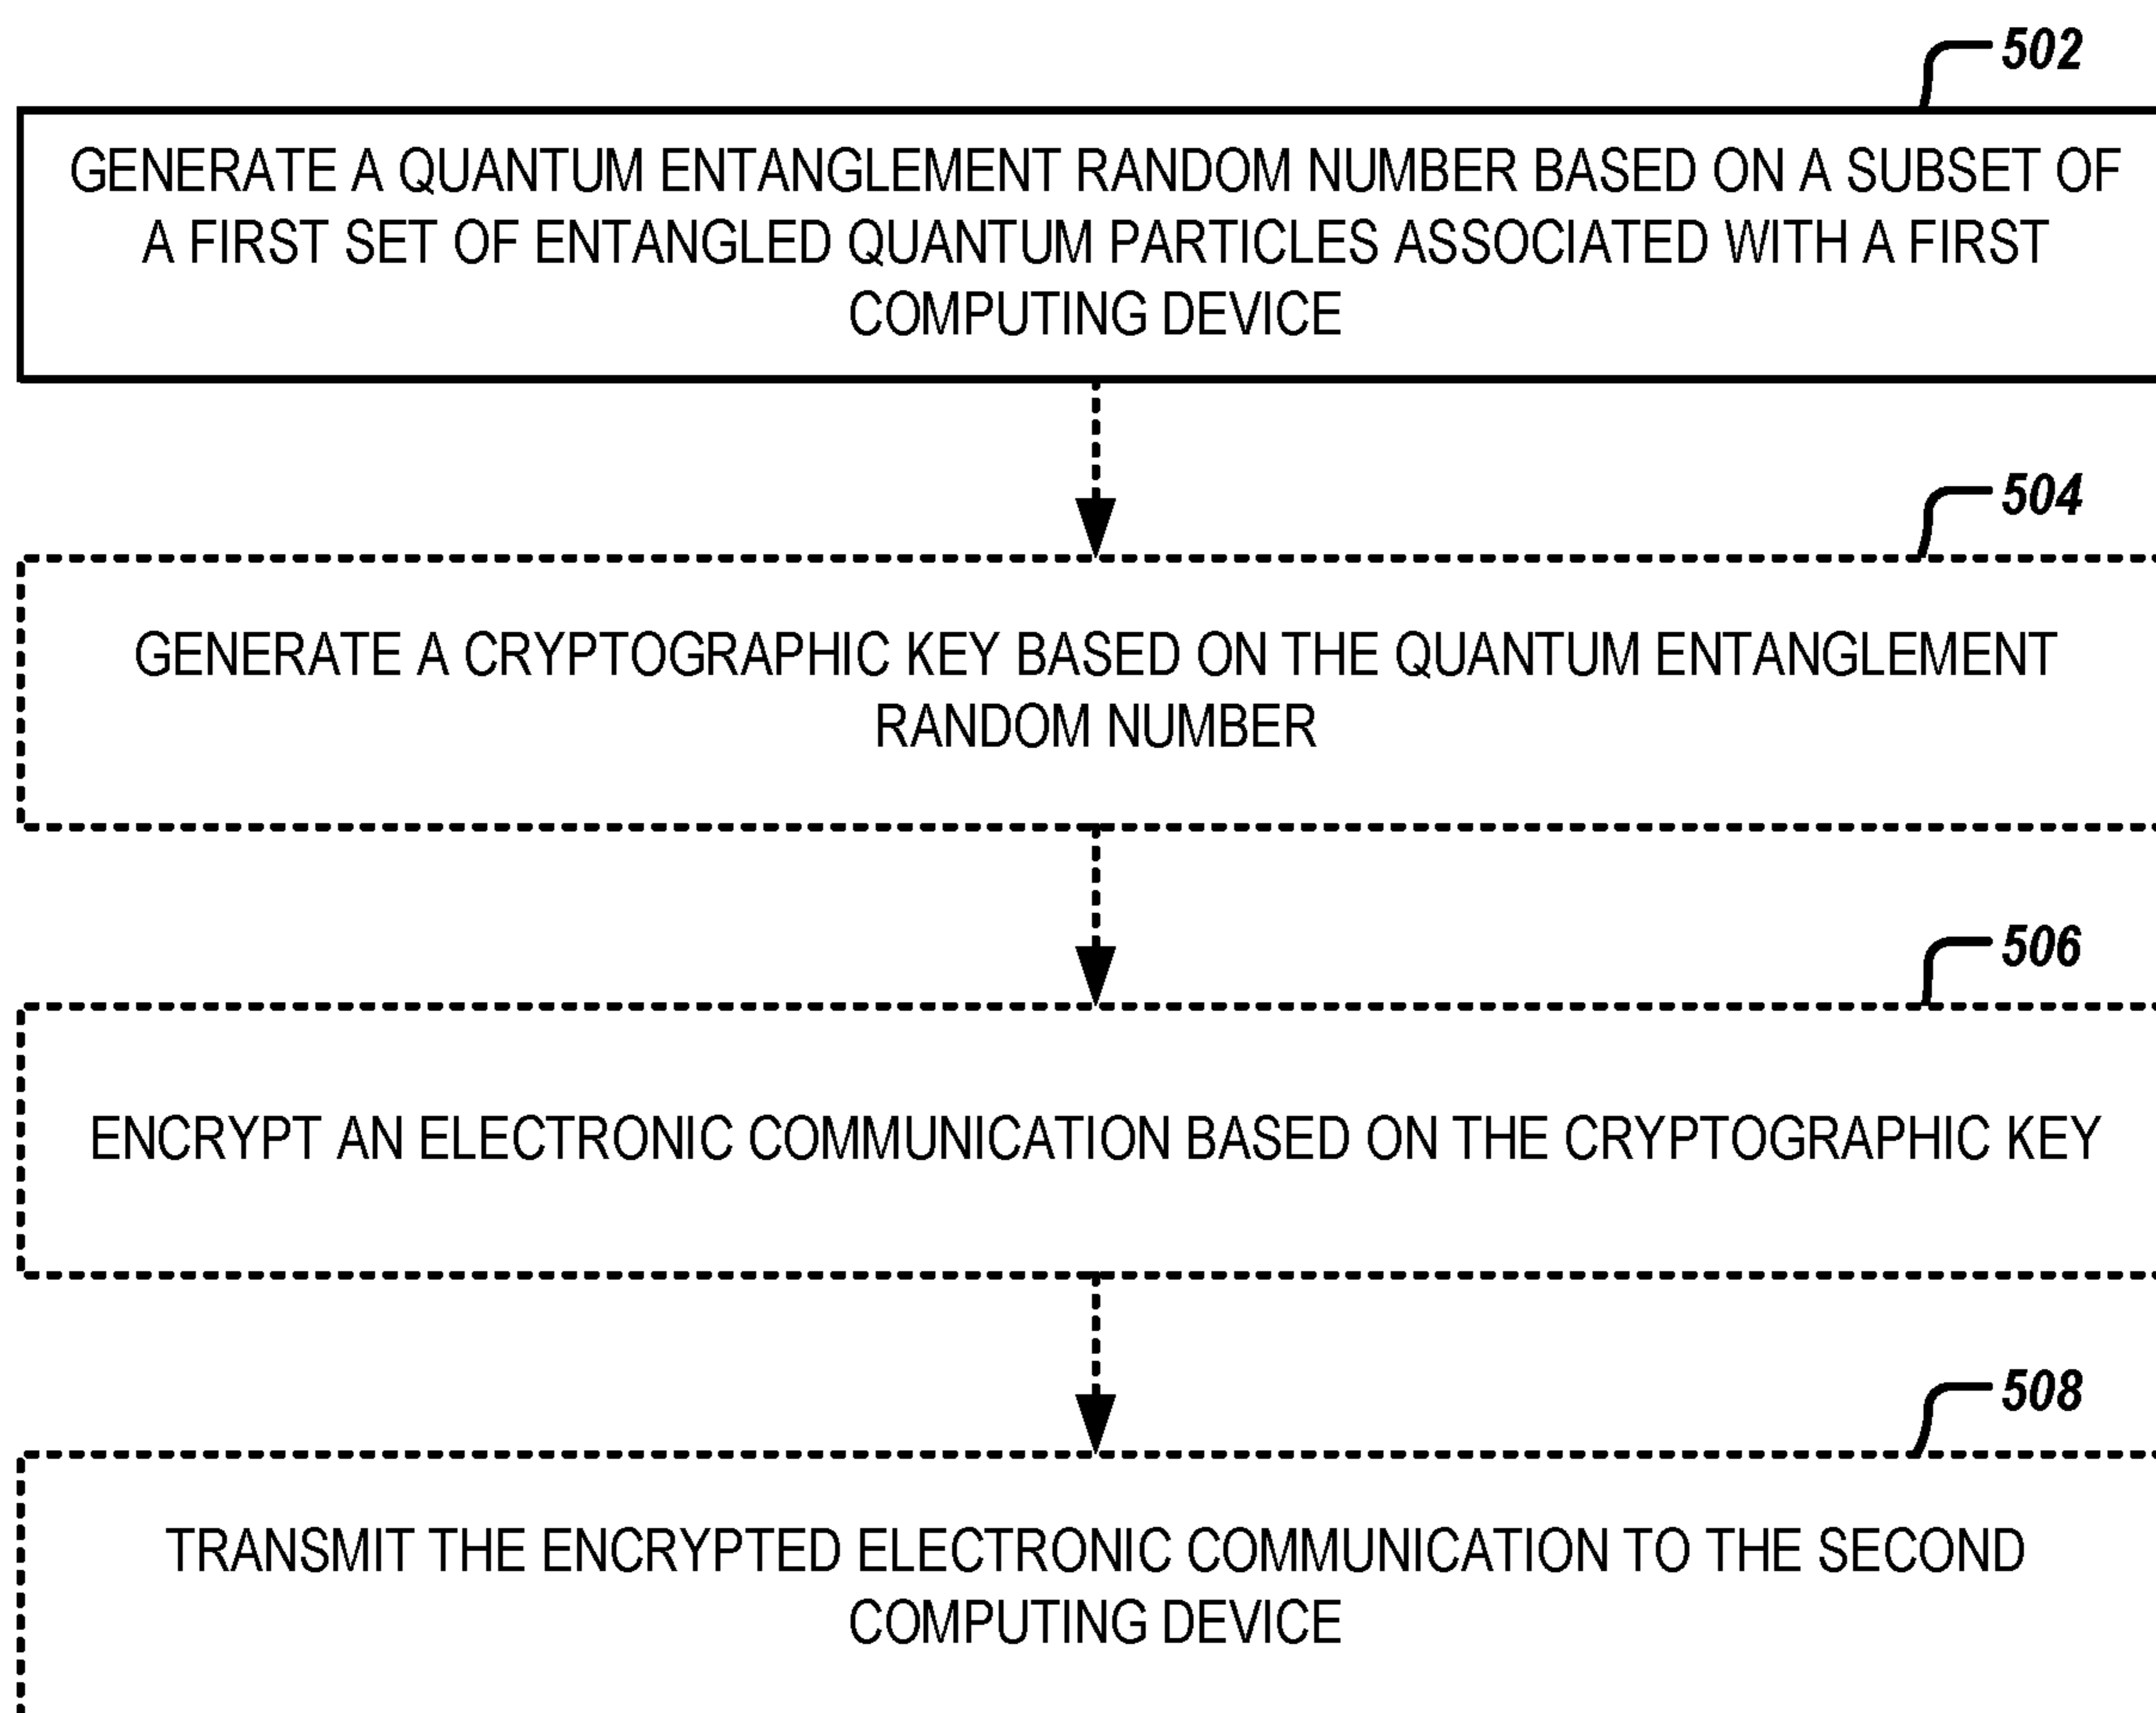 502
GENERATE A QUANTUM ENTANGLEMENT RANDOM NUMBER BASED ON A SUBSET OF
A FIRST SET OF ENTANGLED QUANTUM PARTICLES ASSOCIATED WITH A FIRST
COMPUTING DEVICE
504
GENERATE A CRYPTOGRAPHIC KEY BASED ON THE QUANTUM ENTANGLEMENT
RANDOM NUMBER
506
ENCRYPT AN ELECTRONIC COMMUNICATION BASED ON THE CRYPTOGRAPHIC KEY
508
TRANSMIT THE ENCRYPTED ELECTRONIC COMMUNICATION TO THE SECOND
COMPUTING DEVICE